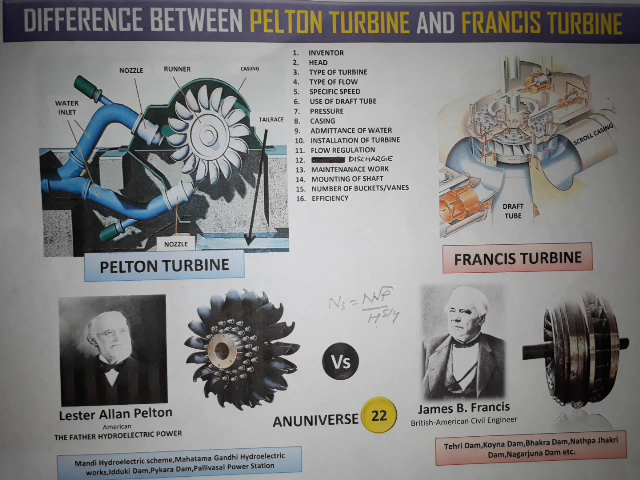 DIFFERENCE BETWEEN PELTON TURBINE AND FRANCIS TURBINE
NOZZLE
RUNNER
CASING
WATER
INLET
TAILRACE
NOZZLE
PELTON TURBINE
1. INVENTOR
2. HEAD
3. TYPE OF TURBINE
4. TYPE OF FLOW
5. SPECIFIC SPEED
6. USE OF DRAFT TUBE
7. PRESSURE
8. CASING
9. ADMITTANCE OF WATER
10. INSTALLATION OF TURBINE
11. FLOW REGULATION
12. DISCHARGE
13. MAINTENANACE WORK
14. MOUNTING OF SHAFT
15. NUMBER OF BUCKETS/VANES
16. EFFICIENCY
SCROLL CASING
DRAFT
TUBE
FRANCIS TURBINE
Ns = N√P
H5/4
Vs
Lester Allan Pelton
American
THE FATHER HYDROELECTRIC POWER
ANUNIVERSE 22
James B. Francis
British-American Civil Engineer
Mandi Hydroelectric scheme,Mahatama Gandhi Hydroelectric
works,Idduki Dam,Pykara Dam,Pallivasal Power Station
Tehri Dam,Koyna Dam,Bhakra Dam,Nathpa Jhakri
Dam,Nagarjuna Dam etc.